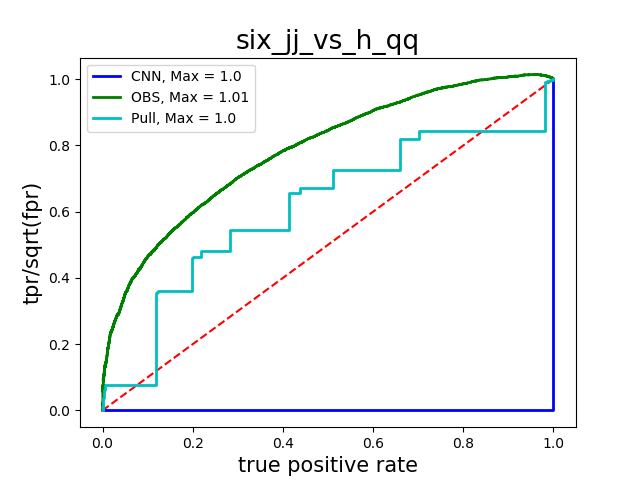 six_jj_vs_h_qq
CNN, Max = 1.0
OBS, Max = 1.01
Pull, Max = 1.0
tpr/sqrt(fpr)
1.0
0.8
0.6
0.4
0.2
0.0
0.0 0.2 0.4 0.6 0.8 1.0
true positive rate